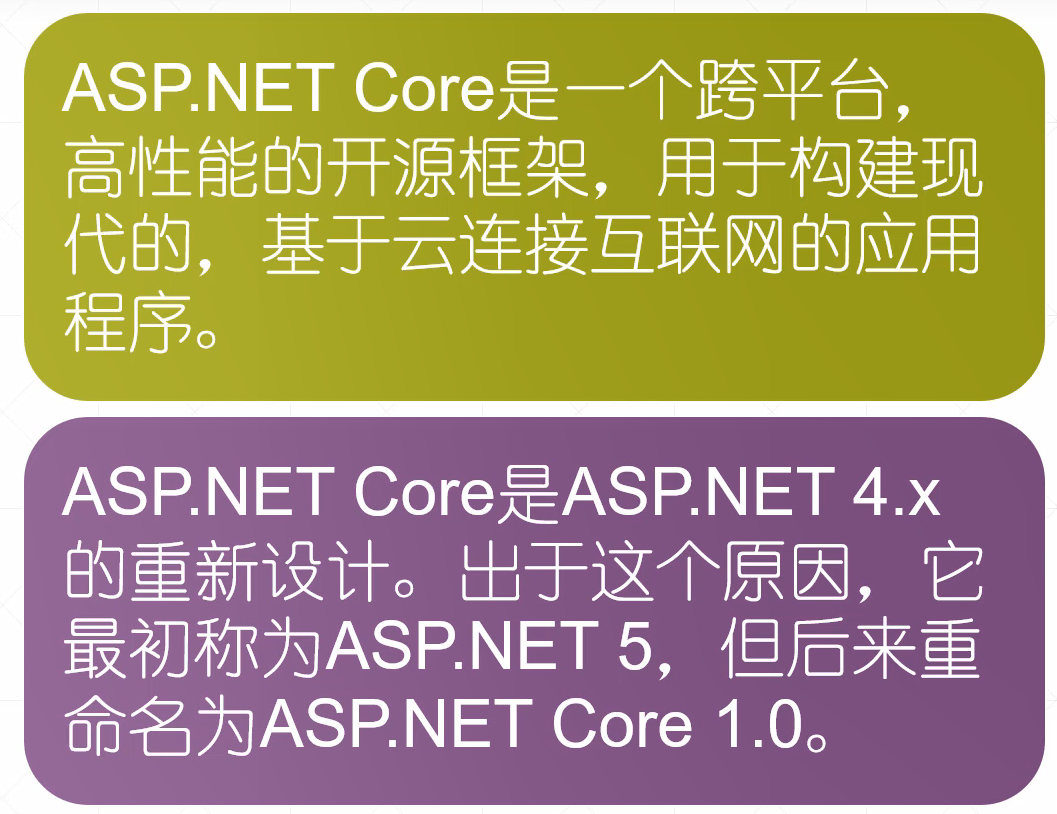 ASP.NET Core是一个跨平台，
高性能的开源框架，用于构建现
代的，基于云连接互联网的应用
程序。
ASP.NET Core是ASP.NET 4.x
的重新设计。出于这个原因，它
最初称为ASP.NET 5，但后来重
命名为ASP.NET Core 1.0。